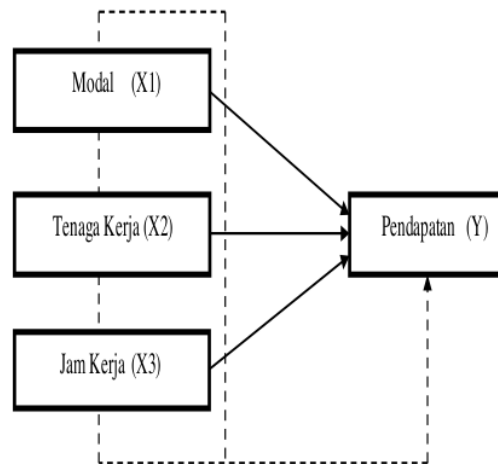 Modal (X1)
Tenaga Kerja (X2)
Pendapatan (Y)
Jam Kerja (X3)